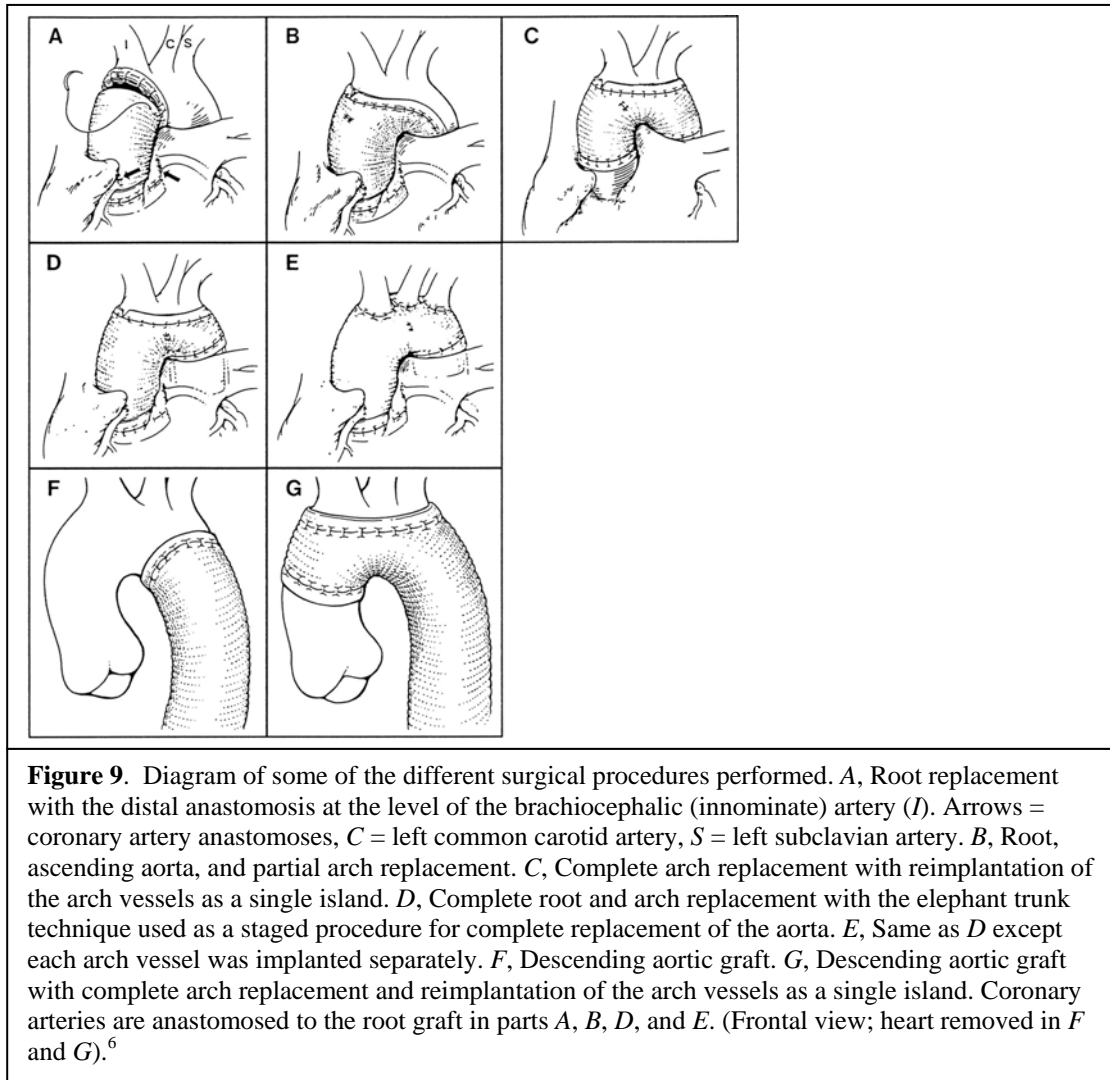 A
I
C
S
B
C
D
E
F
G
Figure 9. Diagram of some of the different surgical procedures performed. A, Root replacement
with the distal anastomosis at the level of the brachiocephalic (innominate) artery (I). Arrows =
coronary artery anastomoses, C = left common carotid artery, S = left subclavian artery. B, Root,
ascending aorta, and partial arch replacement. C, Complete arch replacement with reimplantation of
the arch vessels as a single island. D, Complete root and arch replacement with the elephant trunk
technique used as a staged procedure for complete replacement of the aorta. E, Same as D except
each arch vessel was implanted separately. F, Descending aortic graft. G, Descending aortic graft
with complete arch replacement and reimplantation of the arch vessels as a single island. Coronary
arteries are anastomosed to the root graft in parts A, B, D, and E. (Frontal view; heart removed in F
and G).6